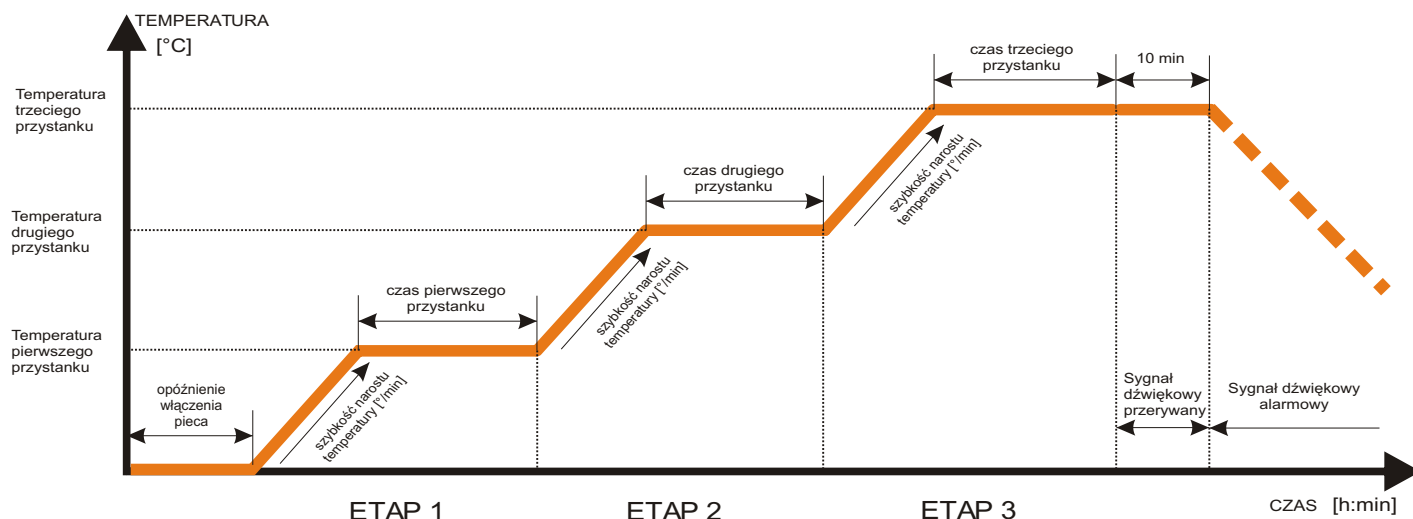 TEMPERATURA
[°C]
czas trzeciego
przystanku
10 min
Temperatura
trzeciego
przystanku
szybkość narostu
temperatury [°/min]
czas drugiego
przystanku
Temperatura
drugiego
przystanku
szybkość narostu
temperatury [°/min]
czas pierwszego
przystanku
Temperatura
pierwszego
przystanku
szybkość narostu
temperatury [°/min]
opóźnienie
włączenia
pieca
Sygnał
dźwiękowy
przerywany
Sygnał dźwiękowy
alarmowy
ETAP 1
ETAP 2
ETAP 3
CZAS [h:min]